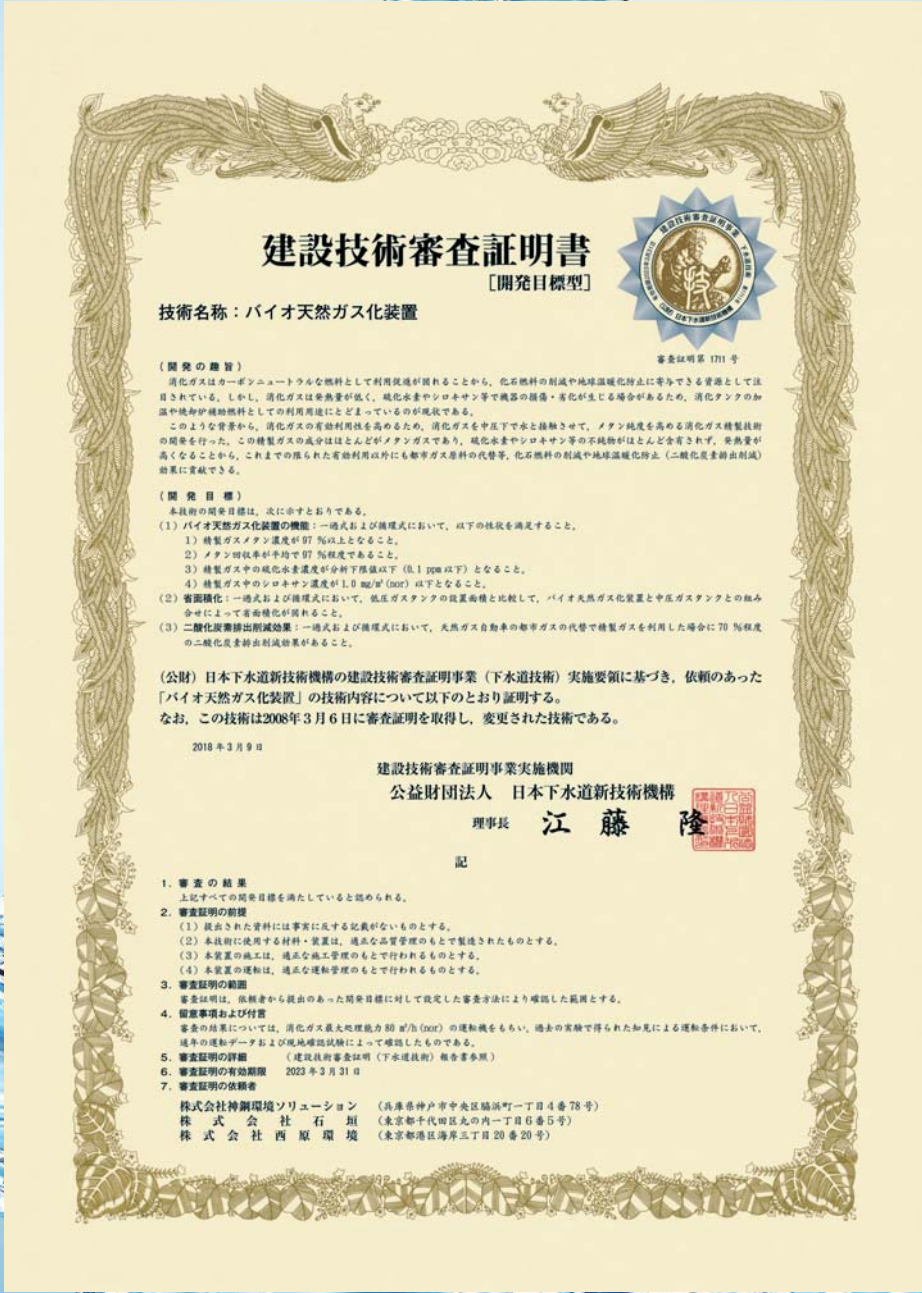 建設技術審査証明書
[開発目標型]
技術名称：バイオ天然ガス化装置
建設技術審査証明事業
下水道技術
技
(公財) 日本下水道新技術機構
審査証明第 1711 号
(開発の趣旨)
消化ガスはカーボンニュートラルな燃料として利用促進が図れることから，化石燃料の削減や地球温暖化防止に寄与できる資源として注
目されている。しかし，消化ガスは発熱量が低く，硫化水素やシロキサン等で機器の損傷・劣化が生じる場合があるため，消化タンクの加
温や焼却炉補助燃料としての利用用途にとどまっているのが現状である。
このような背景から，消化ガスの有効利用性を高めるため，消化ガスを中圧下で水と接触させて，メタン純度を高める消化ガス精製技術
の開発を行った。この精製ガスの成分はほとんどがメタンガスであり，硫化水素やシロキサン等の不純物がほとんど含有されず，発熱量が
高くなることから，これまでの限られた有効利用以外にも都市ガス原料の代替等，化石燃料の削減や地球温暖化防止（二酸化炭素排出削減）
効果に貢献できる。
(開発目標)
本技術の開発目標は，次に示すとおりである。
(1) バイオ天然ガス化装置の機能：一過式および循環式において，以下の性状を満足すること。
1) 精製ガスメタン濃度が 97 %以上となること。
2) メタン回収率が平均で 97 %程度であること。
3) 精製ガス中の硫化水素濃度が分析下限値以下 (0.1 ppm 以下) となること。
4) 精製ガス中のシロキサン濃度が 1.0 mg/m³(nor) 以下となること。
(2) 省面積化：一過式および循環式において，低圧ガスタンクの設置面積と比較して，バイオ天然ガス化装置と中圧ガスタンクとの組み
合せによって省面積化が図れること。
(3) 二酸化炭素排出削減効果：一過式および循環式において，天然ガス自動車の都市ガスの代替で精製ガスを利用した場合に 70 %程度
の二酸化炭素排出削減効果があること。
(公財) 日本下水道新技術機構の建設技術審査証明事業（下水道技術）実施要領に基づき，依頼のあった
「バイオ天然ガス化装置」の技術内容について以下のとおり証明する。
なお，この技術は2008年3月6日に審査証明を取得し，変更された技術である。
2018 年 3 月 9 日
建設技術審査証明事業実施機関
公益財団法人 日本下水道新技術機構
理事長 江藤 隆
記
1. 審査の結果
上記すべての開発目標を満たしていると認められる。
2. 審査証明の前提
(1) 提出された資料には事実に反する記載がないものとする。
(2) 本技術に使用する材料・装置は，適正な品質管理のもとで製造されたものとする。
(3) 本装置の施工は，適正な施工管理のもとで行われるものとする。
(4) 本装置の運転は，適正な運転管理のもとで行われるものとする。
3. 審査証明の範囲
審査証明は，依頼者から提出のあった開発目標に対して設定した審査方法により確認した範囲とする。
4. 留意事項および付言
審査の結果については，消化ガス最大処理能力 80 m³/h(nor) の運転機をもちい，過去の実験で得られた知見による運転条件において，
通年の運転データおよび現地確認試験によって確認したものである。
5. 審査証明の詳細 （建設技術審査証明（下水道技術）報告書参照）
6. 審査証明の有効期限 2023 年 3 月 31 日
7. 審査証明の依頼者
株式会社神鋼環境ソリューション （兵庫県神戸市中央区脇浜町一丁目4番78号）
株式会社石垣 （東京都千代田区丸の内一丁目6番5号）
株式会社西原環境 （東京都港区海岸三丁目20番20号）